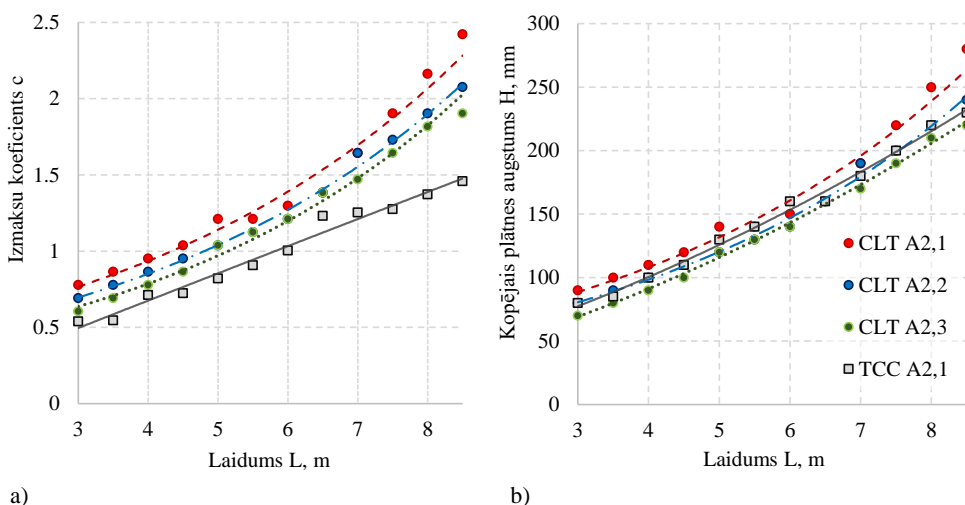 Izmaksu koeficients c
2.5
2
1.5
1
0.5
0
3 4 5 6 7 8
Laidums L, m
a)
Kopējais plātnes augstums H, mm
300
250
200
150
100
50
0
3 4 5 6 7 8
Laidums L, m
CLT A2,1
CLT A2,2
CLT A2,3
TCC A2,1
b)